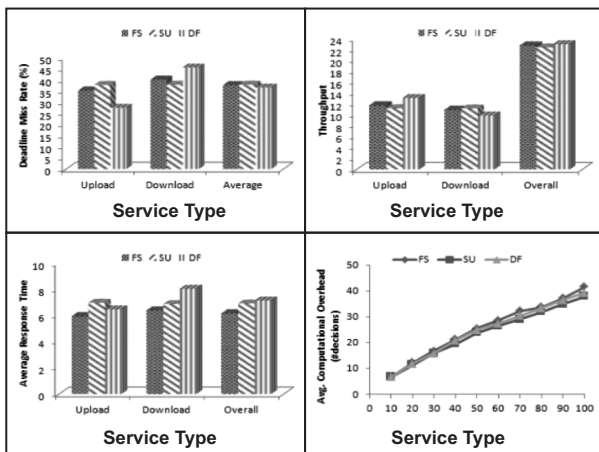 FS SU DF
Deadline Miss Rate (%)
50
45
40
35
30
25
20
15
10
5
0
Upload Download Average
Service Type
FS SU DF
Throughput
24
22
20
18
16
14
12
10
8
6
4
2
0
Upload Download Overall
Service Type
FS SU DF
Average Response Time
10
8
6
4
2
0
Upload Download Overall
Service Type
FS SU DF
Avg. Computational Overhead
(#decisions)
50
40
30
20
10
0
0 10 20 30 40 50 60 70 80 90 100
Service Type